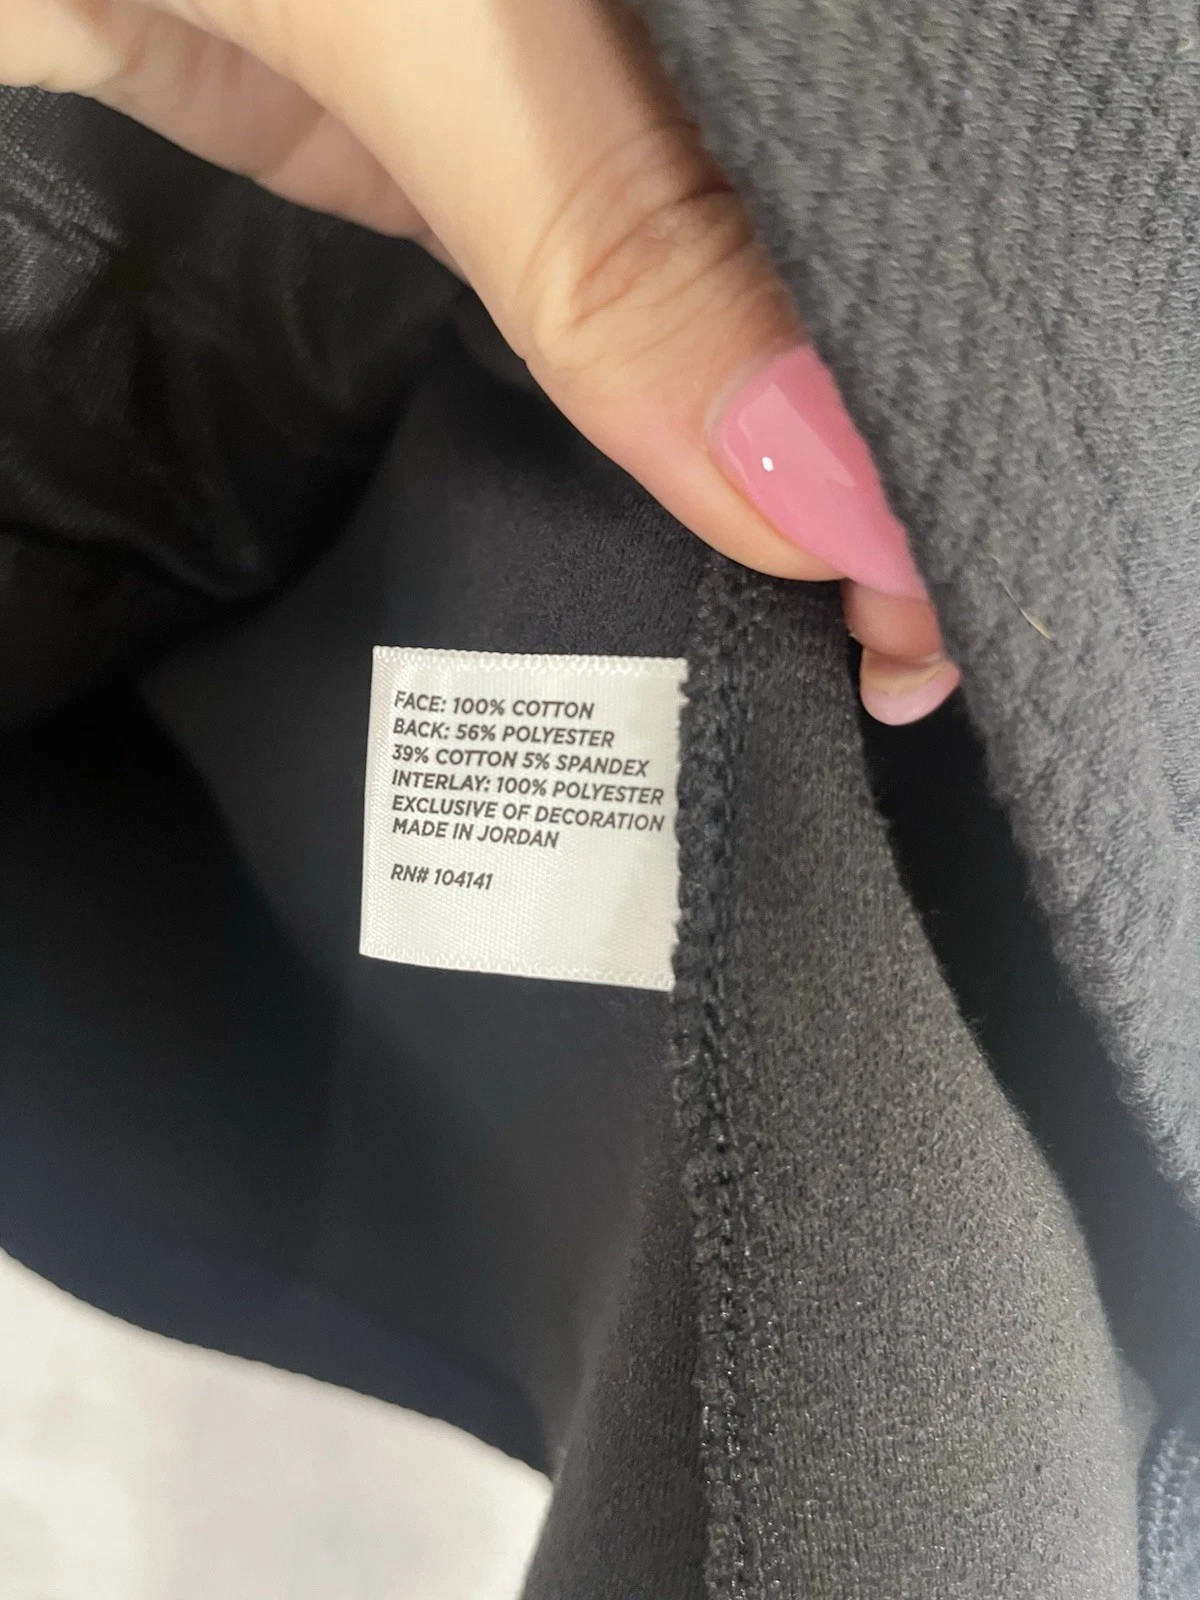 FACE: 100% COTTON
BACK: 56% POLYESTER
39% COTTON 5% SPANDEX
INTERLAY: 100% POLYESTER
EXCLUSIVE OF DECORATION
MADE IN JORDAN
RN# 104141